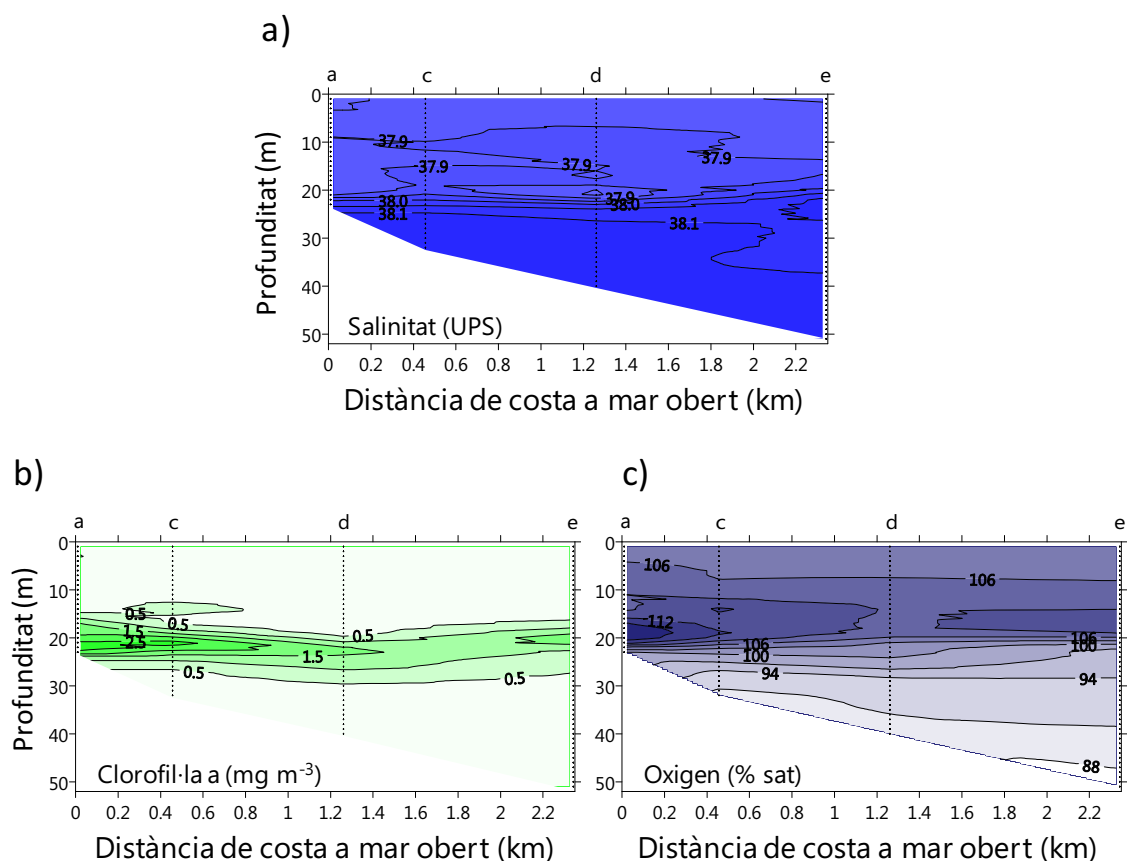 a)
a c d e
0
10
20
30
40
50
Profunditat (m)
37.9
37.9
37.9
37.9
37.9
38.0
38.0
38.1
38.1
Salinitat (UPS)
0 0.2 0.4 0.6 0.8 1 1.2 1.4 1.6 1.8 2 2.2
Distància de costa a mar obert (km)
b)
a c d e
0
10
20
30
40
50
Profunditat (m)
0.5
0.5
0.5
1.5
2.5
1.5
0.5
0.5
Clorofil·la a (mg m⁻³)
0 0.2 0.4 0.6 0.8 1 1.2 1.4 1.6 1.8 2 2.2
Distància de costa a mar obert (km)
c)
a c d e
0
10
20
30
40
50
106
106
112
106
106
100
100
94
94
88
Oxigen (% sat)
0 0.2 0.4 0.6 0.8 1 1.2 1.4 1.6 1.8 2 2.2
Distància de costa a mar obert (km)